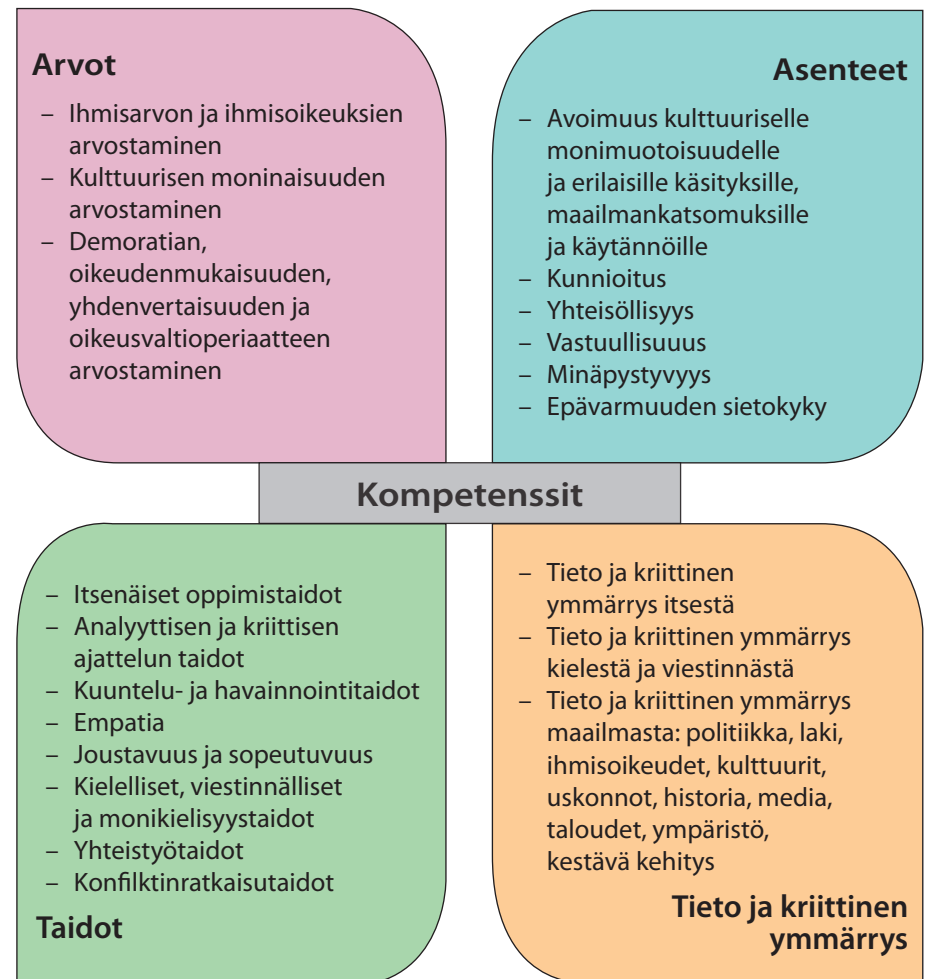 Arvot
– Ihmisarvon ja ihmisoikeuksien
arvostaminen
– Kulttuurisen moninaisuuden
arvostaminen
– Demoratian,
oikeudenmukaisuuden,
yhdenvertaisuuden ja
oikeusvaltioperiaatteen
arvostaminen
Asenteet
– Avoimuus kulttuuriselle
monimuotoisuudelle
ja erilaisille käsityksille,
maailmankatsomuksille
ja käytännöille
– Kunnioitus
– Yhteisöllisyys
– Vastuullisuuus
– Minäpystyvyys
– Epävarmuuden sietokyky
Kompetenssit
– Itsenäiset oppimistaidot
– Analyyttisen ja kriittisen
ajattelun taidot
– Kuuntelu- ja havainnointitaidot
– Empatia
– Joustavuus ja sopeutuvuus
– Kielelliset, viestinnälliset
ja monikielisyystaidot
– Yhteistyötaidot
– Konfilktinratkaisutaidot
Taidot
– Tieto ja kriittinen
ymmärrys itsestä
– Tieto ja kriittinen ymmärrys
kielestä ja viestinnästä
– Tieto ja kriittinen ymmärrys
maailmasta: politiikka, laki,
ihmisoikeudet, kulttuurit,
uskonnot, historia, media,
taloudet, ympäristö,
kestävä kehitys
Tieto ja kriittinen
ymmärrys